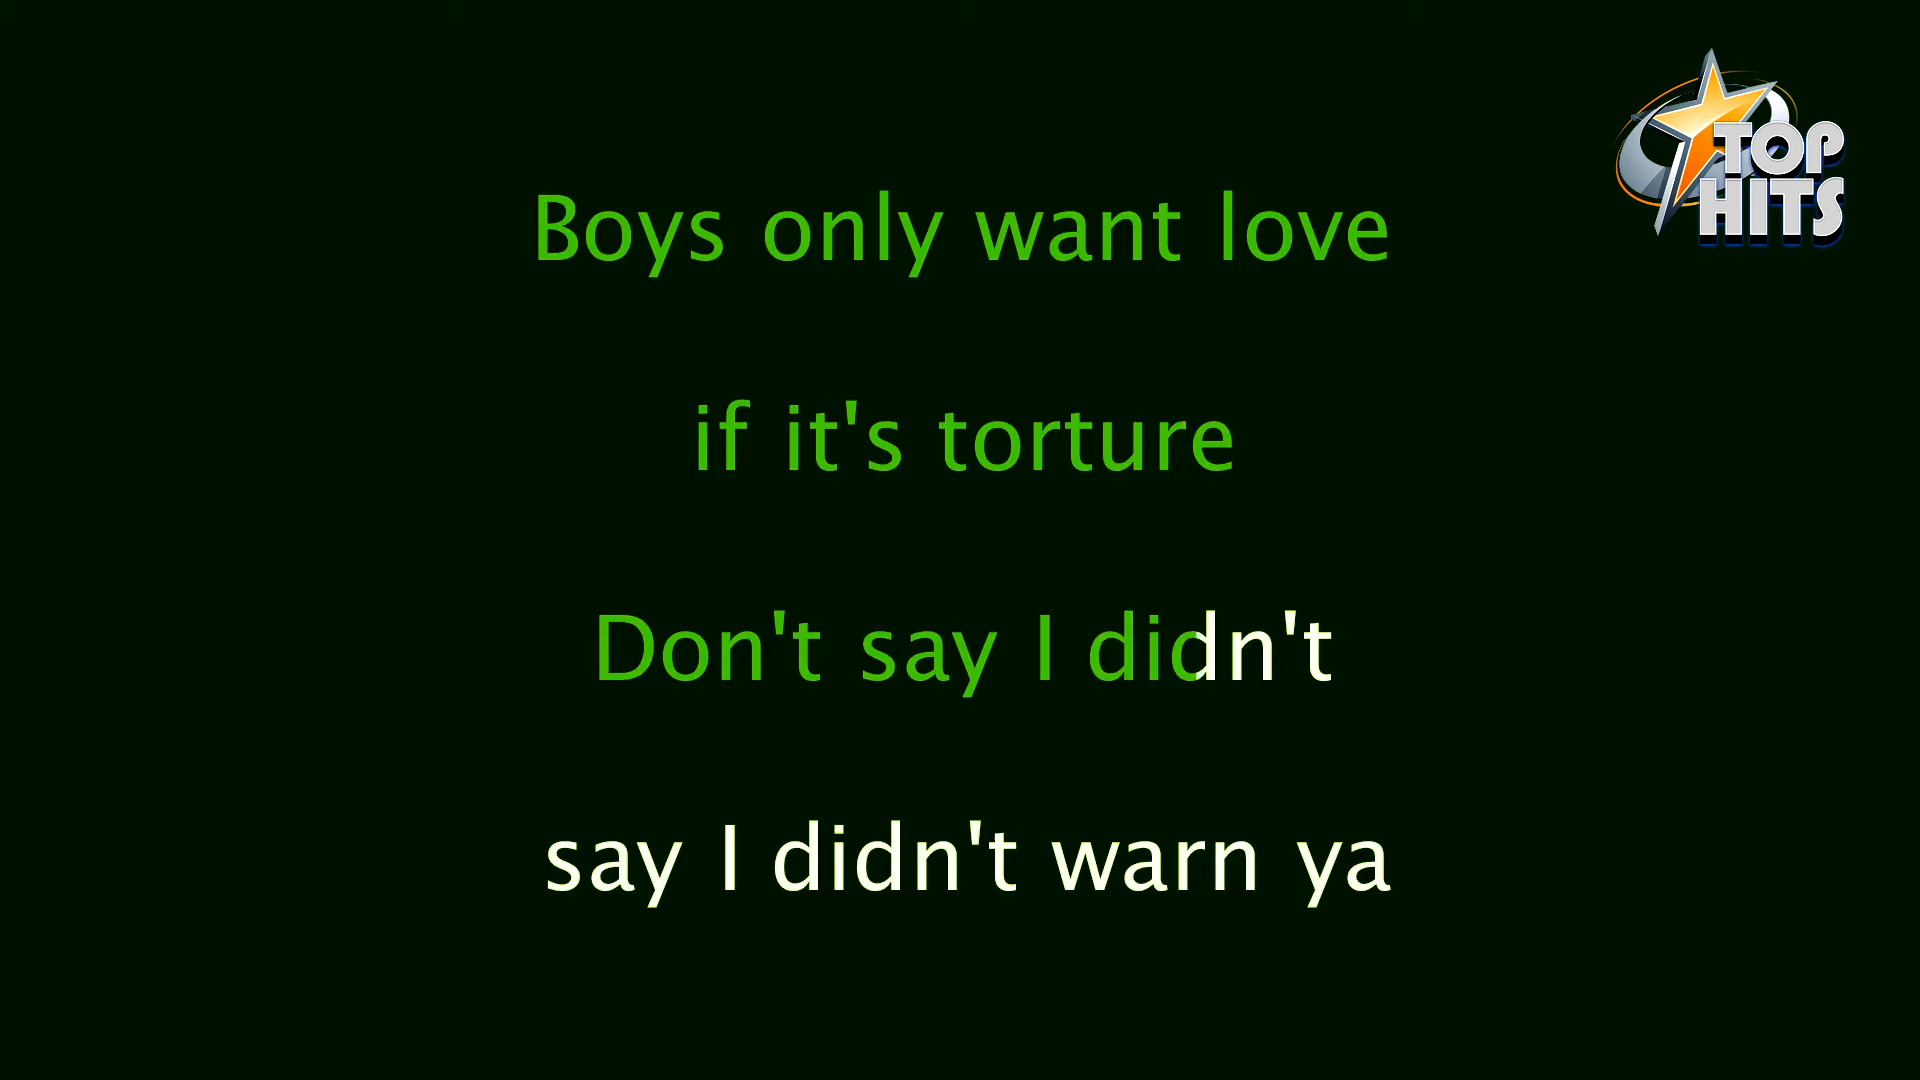 TOP
HITS
Boys only want love
if it's torture
Don't say I didn't
say I didn't warn ya